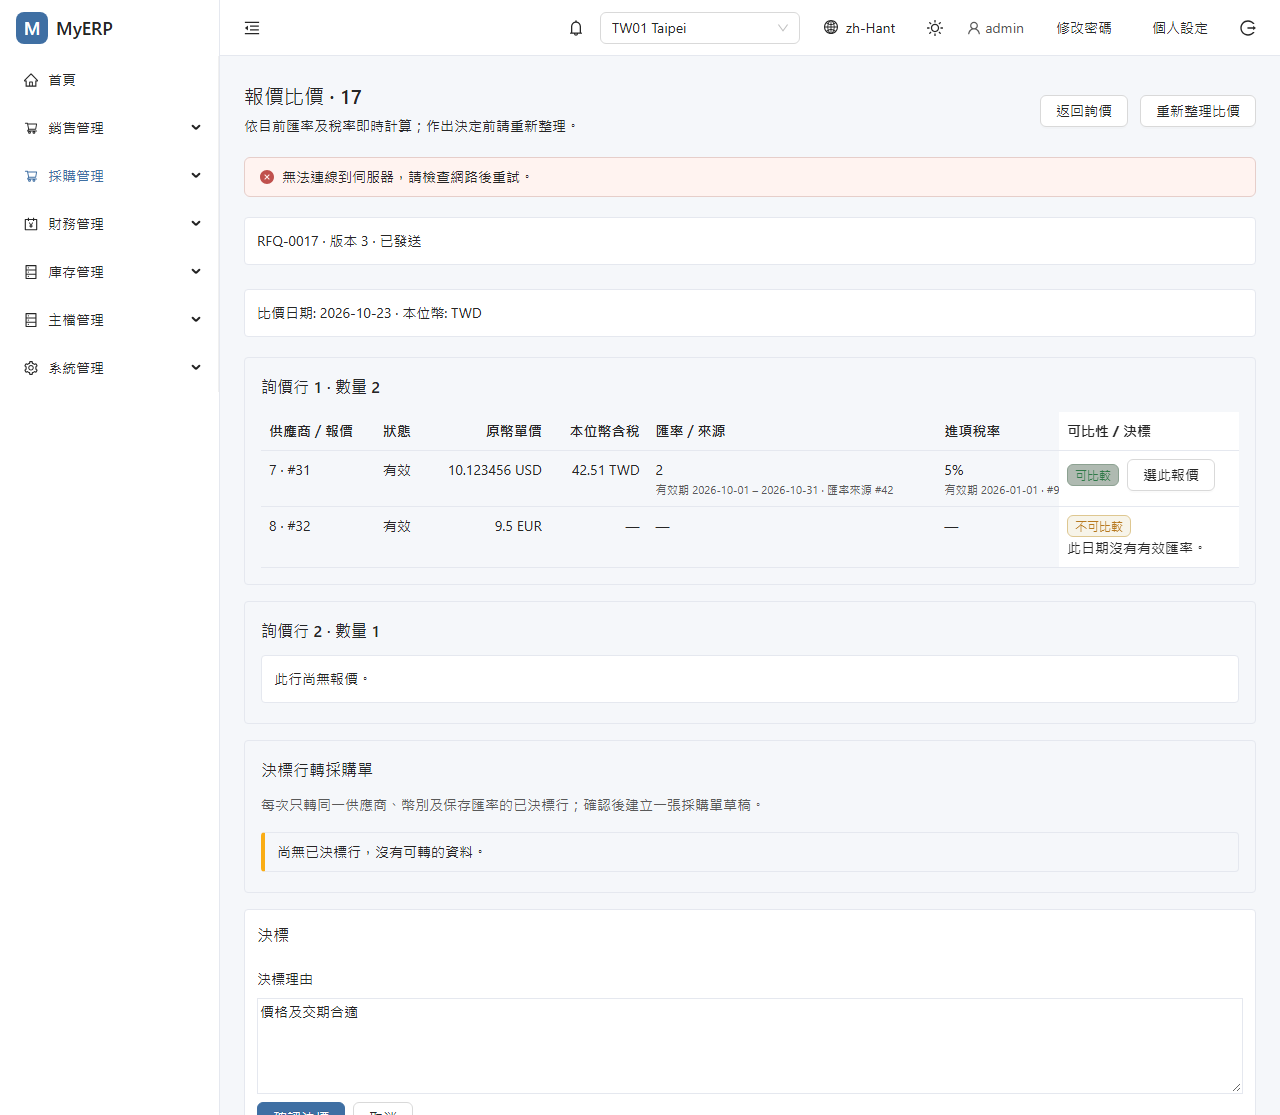 M MyERP
TW01 Taipei
zh-Hant
admin
修改密碼
個人設定
首頁
銷售管理
採購管理
財務管理
庫存管理
主檔管理
系統管理
報價比價 · 17
依目前匯率及稅率即時計算；作出決定前請重新整理。
返回詢價
重新整理比價
無法連線到伺服器，請檢查網路後重試。
RFQ-0017 · 版本 3 · 已發送
比價日期: 2026-10-23 · 本位幣: TWD
詢價行 1 · 數量 2
供應商 / 報價 狀態 原幣單價 本位幣含稅 匯率 / 來源 進項稅率 可比性 / 決標
7 · #31 有效 10.123456 USD 42.51 TWD 2 5% 可比較 選此報價
有效期 2026-10-01 – 2026-10-31 · 匯率來源 #42 有效期 2026-01-01 · #9
8 · #32 有效 9.5 EUR — — — 不可比較
此日期沒有有效匯率。
詢價行 2 · 數量 1
此行尚無報價。
決標行轉採購單
每次只轉同一供應商、幣別及保存匯率的已決標行；確認後建立一張採購單草稿。
尚無已決標行，沒有可轉的資料。
決標
決標理由
價格及交期合適
確認決標 取消